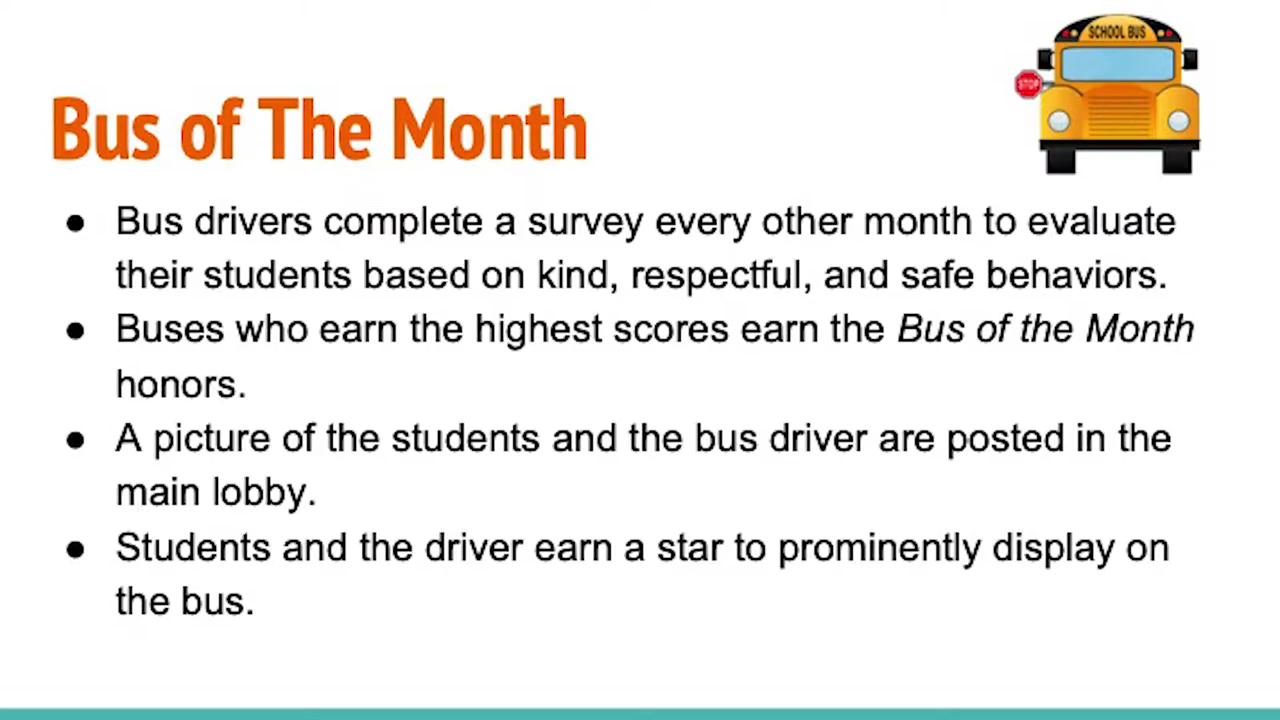 SCHOOL BUS
STOP
Bus of The Month
● Bus drivers complete a survey every other month to evaluate
their students based on kind, respectful, and safe behaviors.
● Buses who earn the highest scores earn the Bus of the Month
honors.
● A picture of the students and the bus driver are posted in the
main lobby.
● Students and the driver earn a star to prominently display on
the bus.